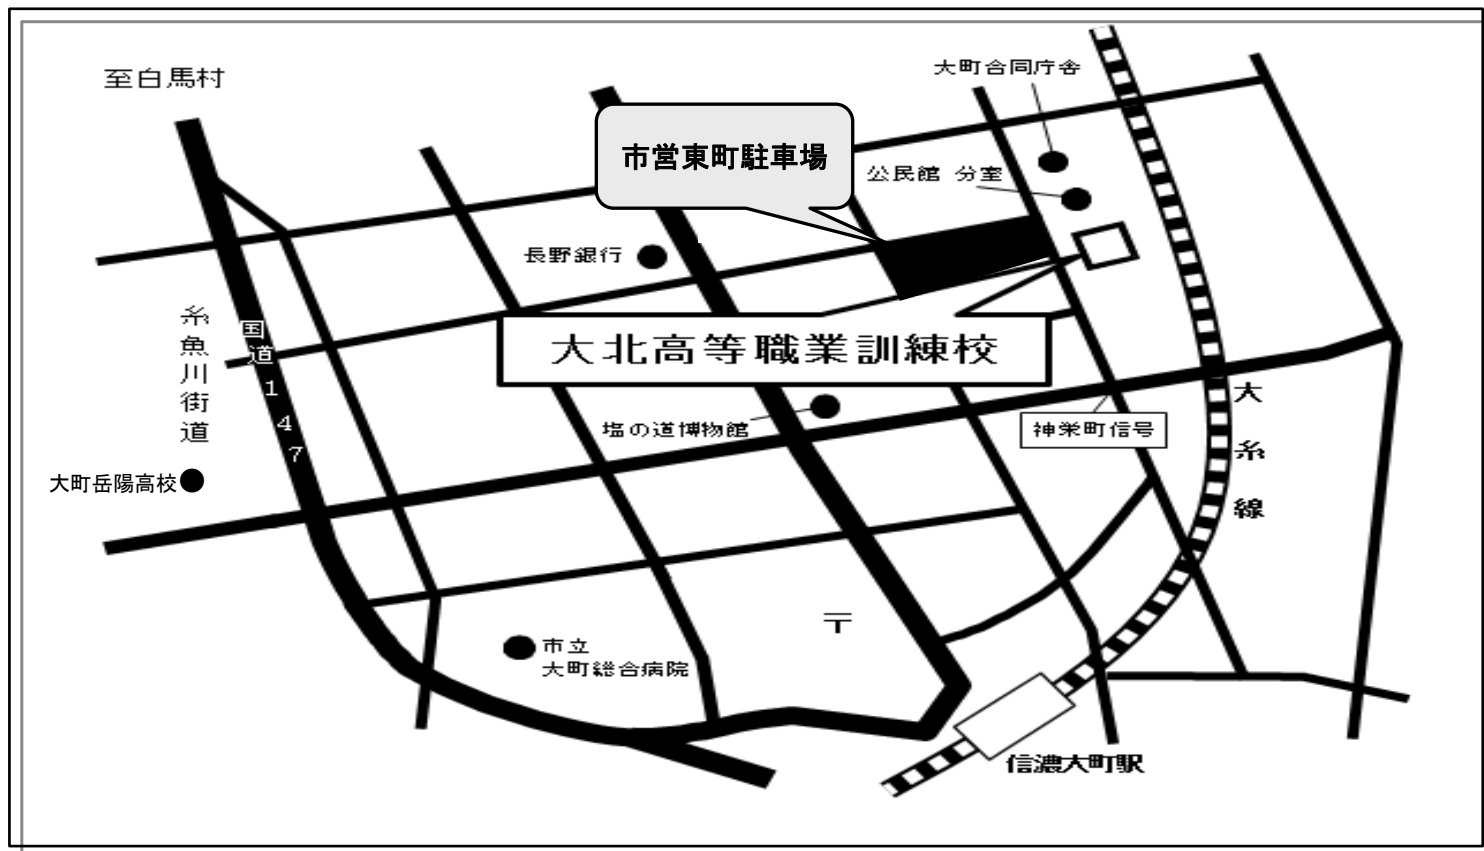 至白馬村
大町合同庁舎
市営東町駐車場
公民館 分室
長野銀行
糸魚川街道
国道147
大北高等職業訓練校
塩の道博物館
神栄町信号
大糸線
大町岳陽高校
〒
市立
大町総合病院
信濃大町駅